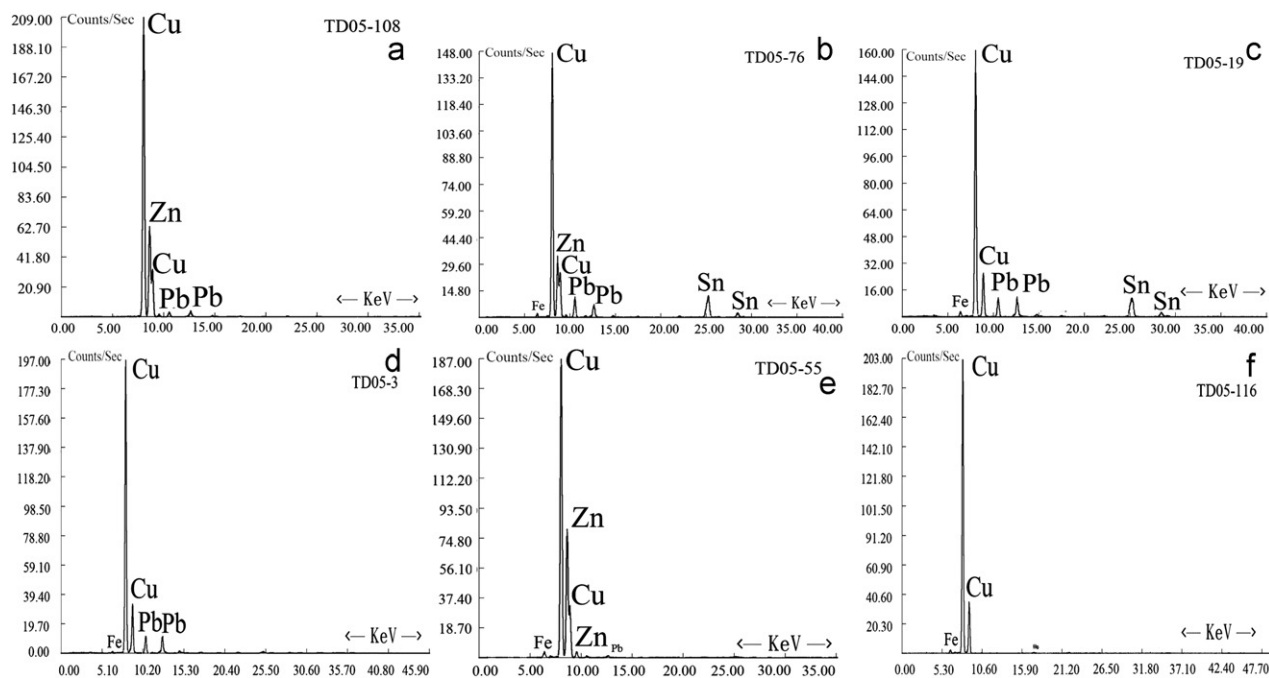 209.00 Counts/Sec Cu TD05-108 a
188.10
167.20
146.30
125.40
104.50
83.60
62.70 Zn
41.80 Cu
20.90 Pb Pb <— KeV —>
0.00 5.00 10.00 15.00 20.00 25.00 30.00 35.00
148.00 Counts/Sec Cu TD05-76 b
133.20
118.40
103.60
88.80
74.00
59.20
44.40 Zn
29.60 Cu
14.80 Fe Pb Pb Sn Sn <— KeV —>
0.00 5.00 10.00 15.00 20.00 25.00 30.00 35.00 40.00
160.00 Counts/Sec Cu TD05-19 c
144.00
128.00
112.00
96.00
80.00
64.00
48.00
32.00 Cu
16.00 Fe Pb Pb Sn Sn <— KeV —>
0.00 5.00 10.00 15.00 20.00 25.00 30.00 35.00 40.00
197.00 Counts/Sec Cu TD05-3 d
177.30
157.60
137.90
118.20
98.50
78.80
59.10
39.40 Cu
19.70 Fe Pb Pb <— KeV —>
0.00
0.00 5.10 10.20 15.30 20.40 25.50 30.60 35.70 40.80 45.90
187.00 Counts/Sec Cu TD05-55 e
168.30
149.60
130.90
112.20
93.50
74.80 Zn
56.10
37.40 Cu
18.70 Fe Zn Pb <— KeV —>
0.00 5.00 10.00 15.00 20.00 25.00 30.00 35.00
203.00 Counts/Sec Cu TD05-116 f
182.70
162.40
142.10
121.80
101.50
91.20
60.90
40.60 Cu
20.30 Fe <— KeV —>
0.00 5.30 10.60 15.90 21.20 26.50 31.80 37.10 42.40 47.70